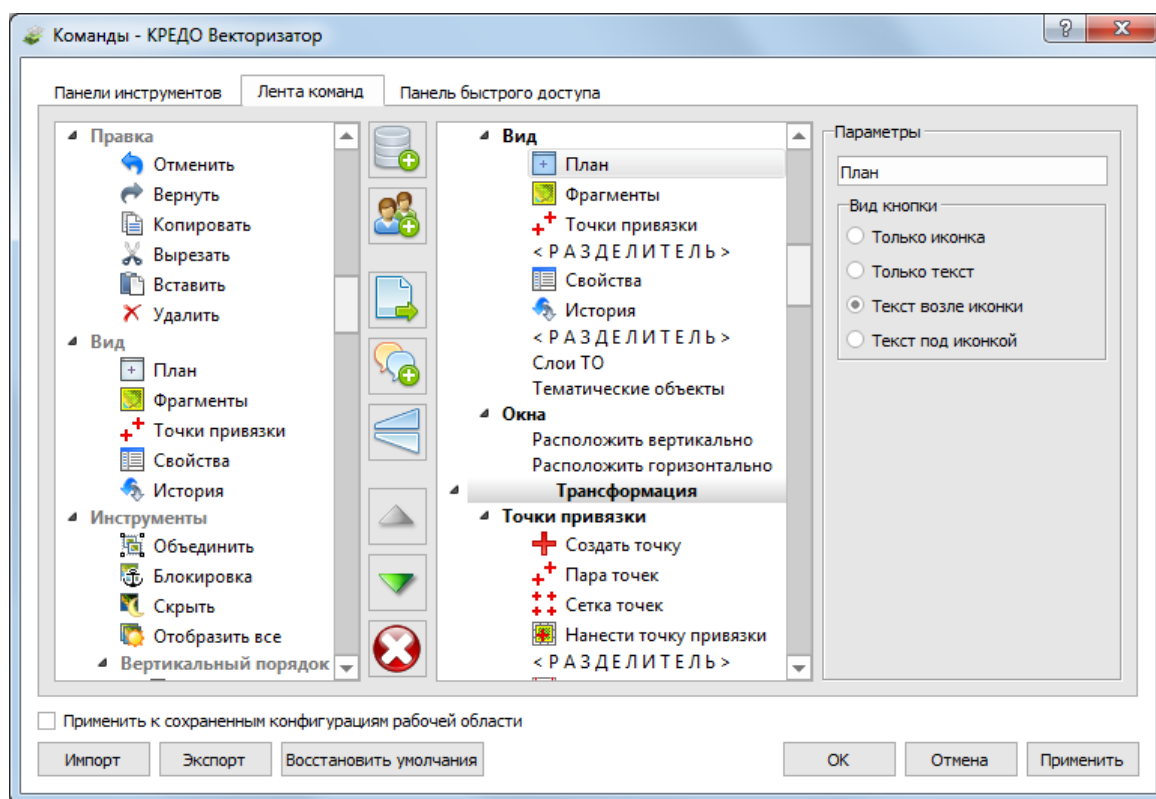 Команды - КРЕДО Векторизатор
Панели инструментов
Лента команд
Панель быстрого доступа
Правка
Отменить
Вернуть
Копировать
Вырезать
Вставить
Удалить
Вид
План
Фрагменты
Точки привязки
Свойства
История
Инструменты
Объединить
Блокировка
Скрыть
Отобразить все
Вертикальный порядок
Вид
План
Фрагменты
Точки привязки
< Р А З Д Е Л И Т Е Л Ь >
Свойства
История
< Р А З Д Е Л И Т Е Л Ь >
Слои ТО
Тематические объекты
Окна
Расположить вертикально
Расположить горизонтально
Трансформация
Точки привязки
Создать точку
Пара точек
Сетка точек
Нанести точку привязки
< Р А З Д Е Л И Т Е Л Ь >
Параметры
План
Вид кнопки
Только иконка
Только текст
Текст возле иконки
Текст под иконкой
Применить к сохраненным конфигурациям рабочей области
Импорт
Экспорт
Восстановить умолчания
ОК
Отмена
Применить